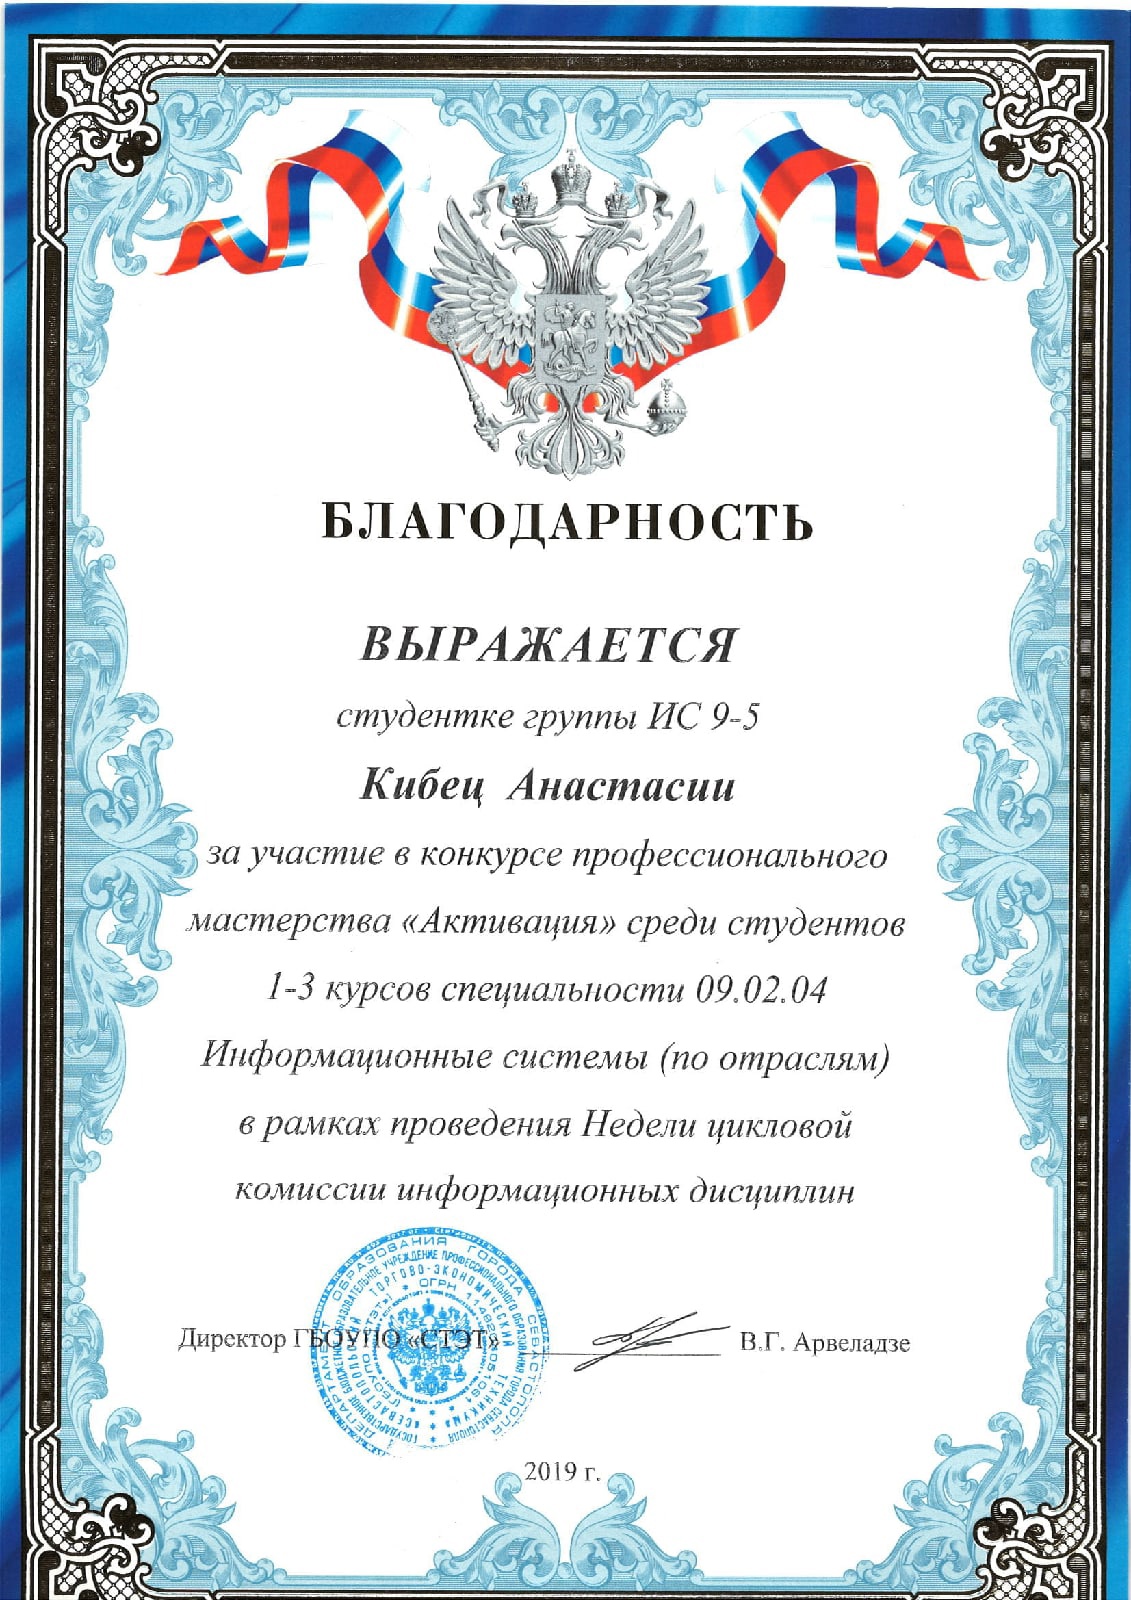 БЛАГОДАРНОСТЬ
ВЫРАЖАЕТСЯ
студентке группы ИС 9-5
Кибец Анастасии
за участие в конкурсе профессионального
мастерства «Активация» среди студентов
1-3 курсов специальности 09.02.04
Информационные системы (по отраслям)
в рамках проведения Недели цикловой
комиссии информационных дисциплин
Директор ГБОУПО «СТЭТ» В.Г. Арвеладзе
ДЕПАРТАМЕНТ ОБРАЗОВАНИЯ ГОРОДА СЕВАСТОПОЛЯ
ГОСУДАРСТВЕННОЕ БЮДЖЕТНОЕ ОБРАЗОВАТЕЛЬНОЕ УЧРЕЖДЕНИЕ ПРОФЕССИОНАЛЬНОГО ОБРАЗОВАНИЯ ГОРОДА СЕВАСТОПОЛЯ
«СЕВАСТОПОЛЬСКИЙ ТОРГОВО-ЭКОНОМИЧЕСКИЙ ТЕХНИКУМ»
2019 г.